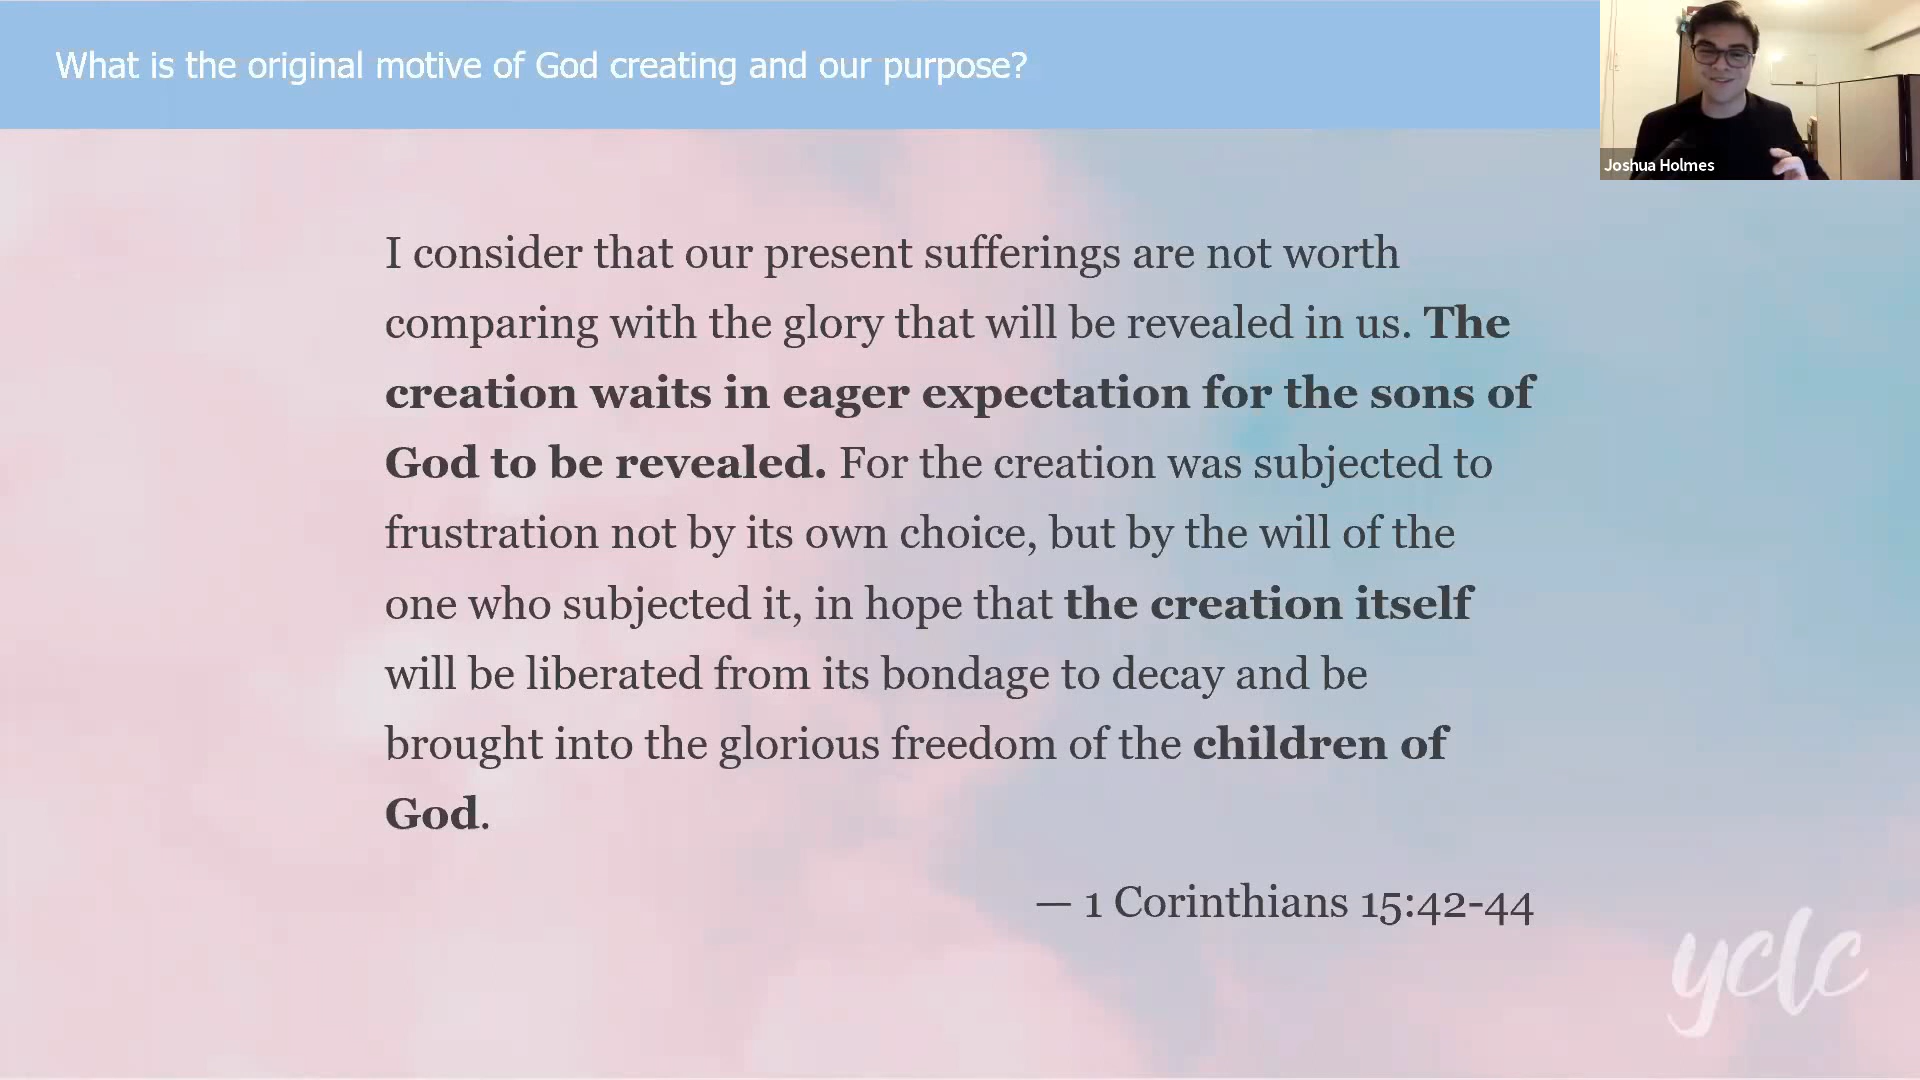 What is the original motive of God creating and our purpose?
Joshua Holmes
I consider that our present sufferings are not worth
comparing with the glory that will be revealed in us. The
creation waits in eager expectation for the sons of
God to be revealed. For the creation was subjected to
frustration not by its own choice, but by the will of the
one who subjected it, in hope that the creation itself
will be liberated from its bondage to decay and be
brought into the glorious freedom of the children of
God.
— 1 Corinthians 15:42-44
yclc